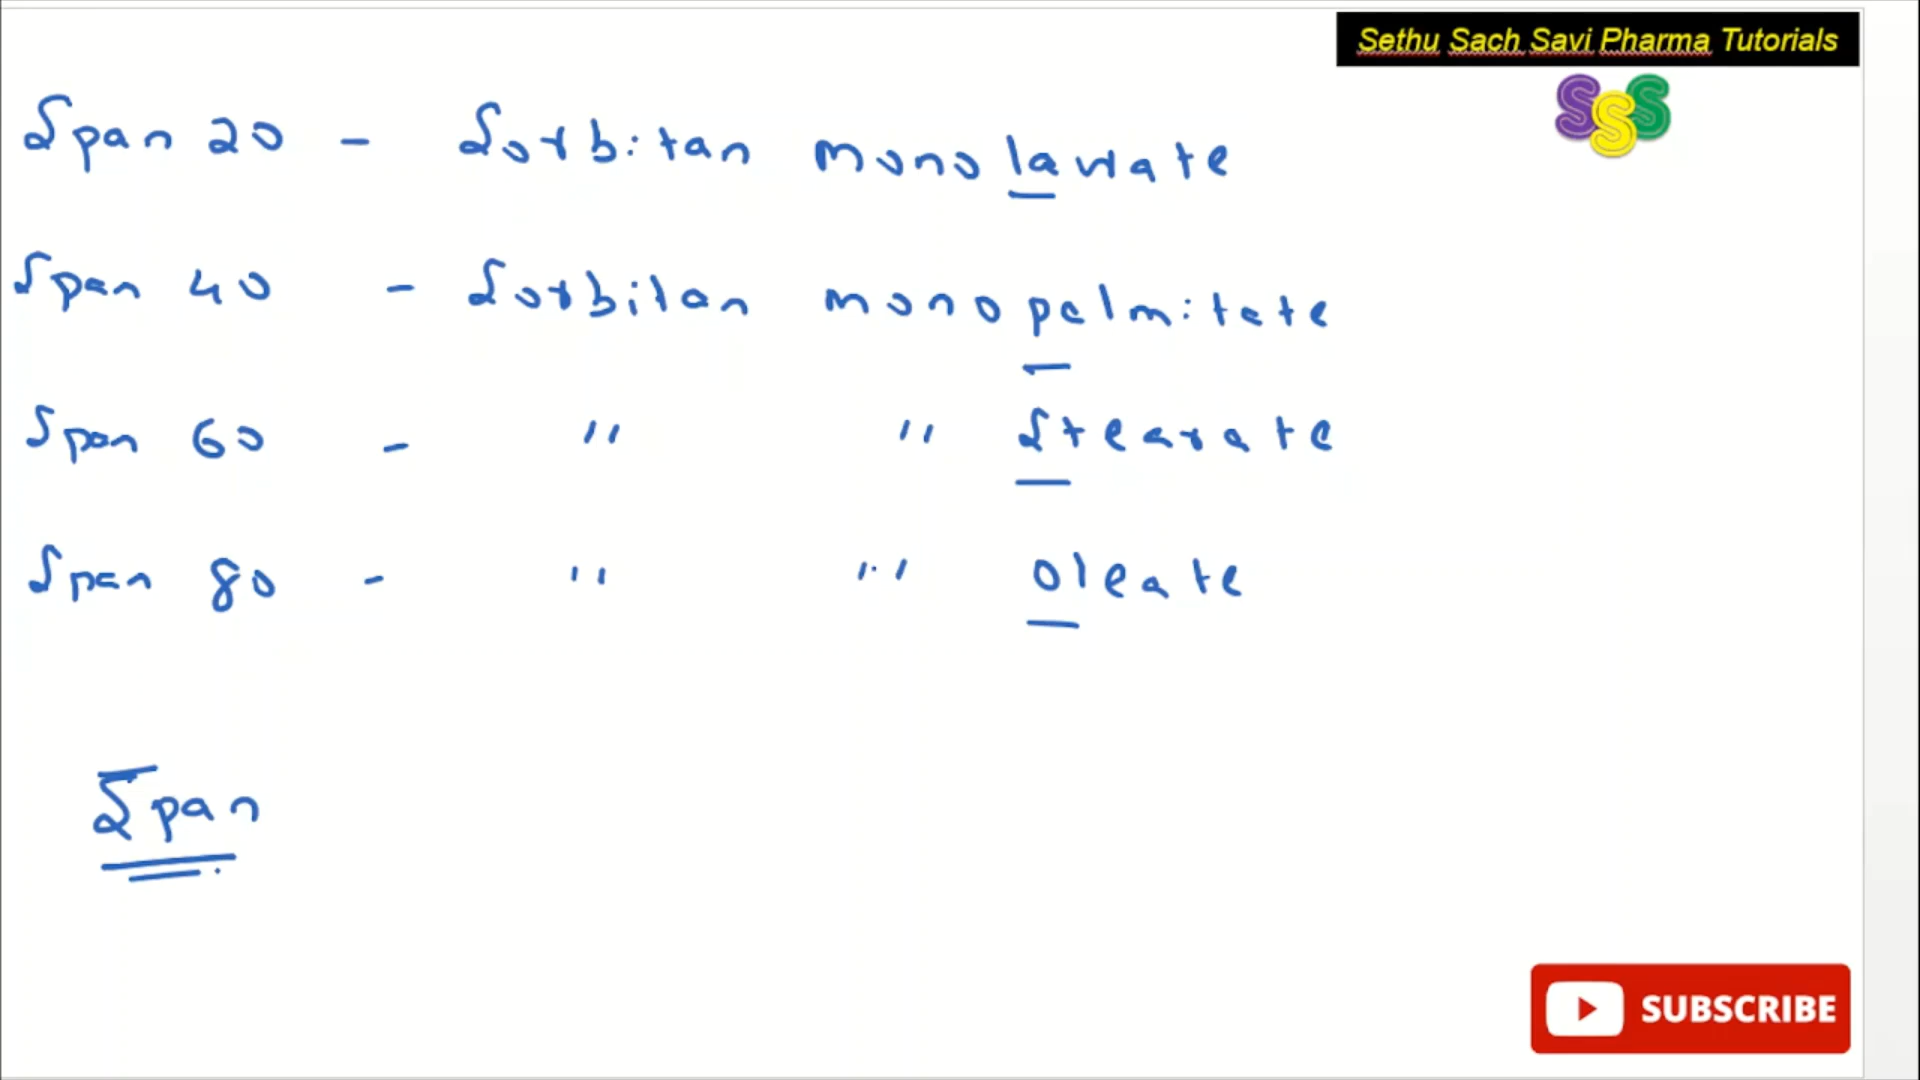 Sethu Sach Savi Pharma Tutorials
SSS
Span 20 - Sorbitan monolaurate
Span 40 - Sorbitan monopalmitate
Span 60 - " " Stearate
Span 80 - " " oleate
Span
SUBSCRIBE